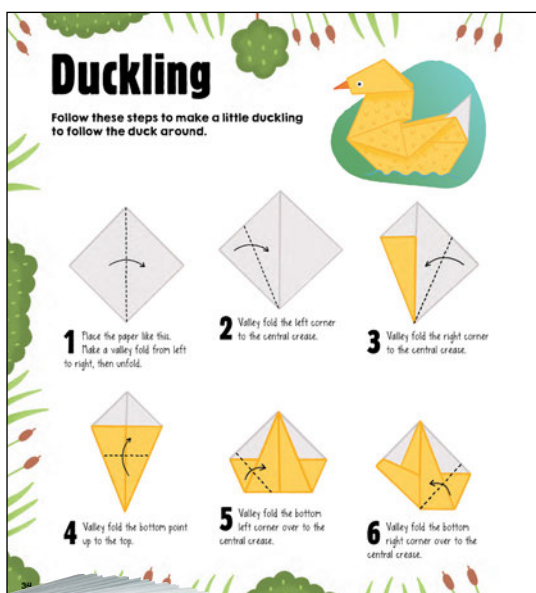 Duckling
Follow these steps to make a little duckling
to follow the duck around.
1 Place the paper like this.
Make a valley fold from left
to right, then unfold.
2 Valley fold the left corner
to the central crease.
3 Valley fold the right corner
to the central crease.
4 Valley fold the bottom point
up to the top.
5 Valley fold the bottom
left corner over to the
central crease.
6 Valley fold the bottom
right corner over to the
central crease.